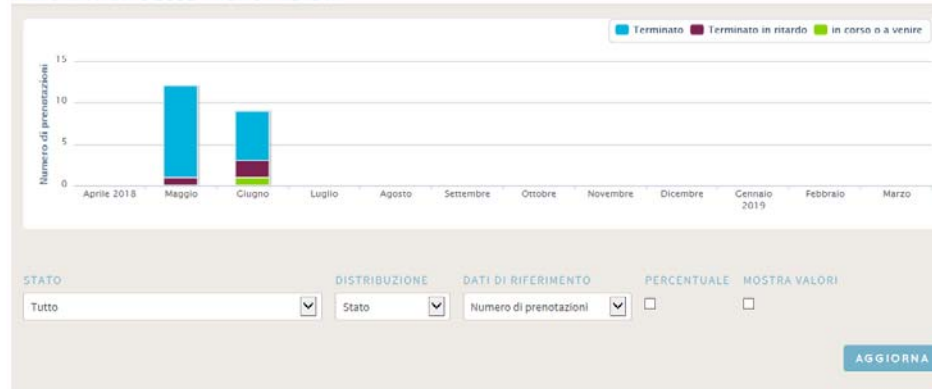 Terminato Terminato in ritardo in corso o a venire
Numero di prenotazioni
15
10
5
0
Aprile 2018 Maggio Giugno Luglio Agosto Settembre Ottobre Novembre Dicembre Gennaio 2019 Febbraio Marzo
STATO DISTRIBUZIONE DATI DI RIFERIMENTO PERCENTUALE MOSTRA VALORI
Tutto Stato Numero di prenotazioni
AGGIORNA